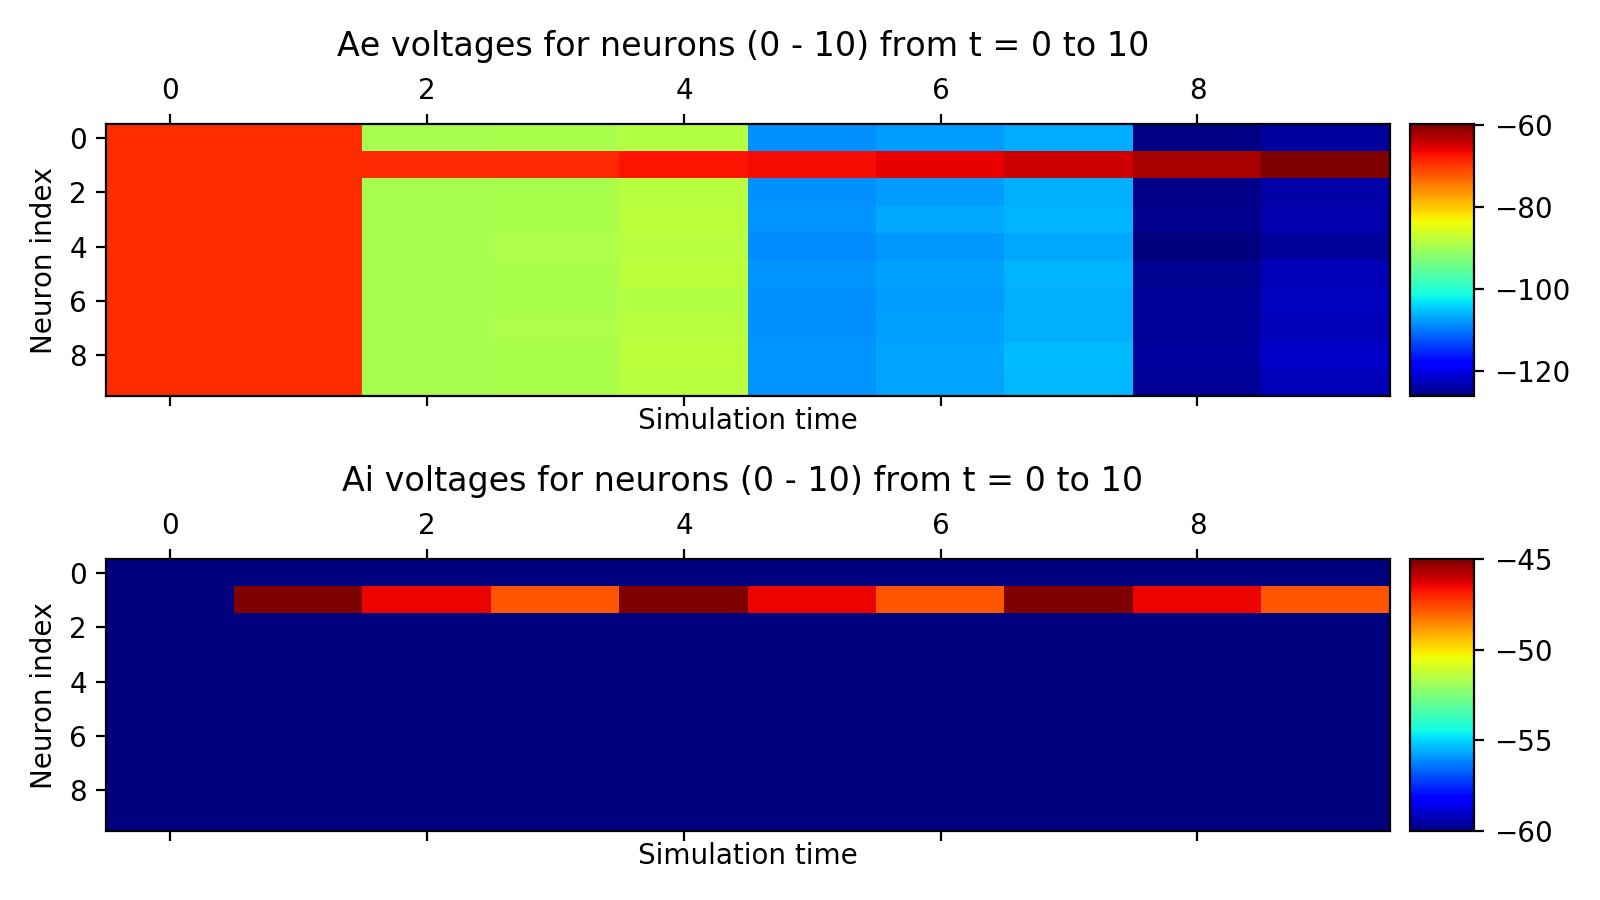 Ae voltages for neurons (0 - 10) from t = 0 to 10
0 2 4 6 8
Neuron index
0
2
4
6
8
Simulation time
−60
−80
−100
−120
Ai voltages for neurons (0 - 10) from t = 0 to 10
0 2 4 6 8
Neuron index
0
2
4
6
8
Simulation time
−45
−50
−55
−60